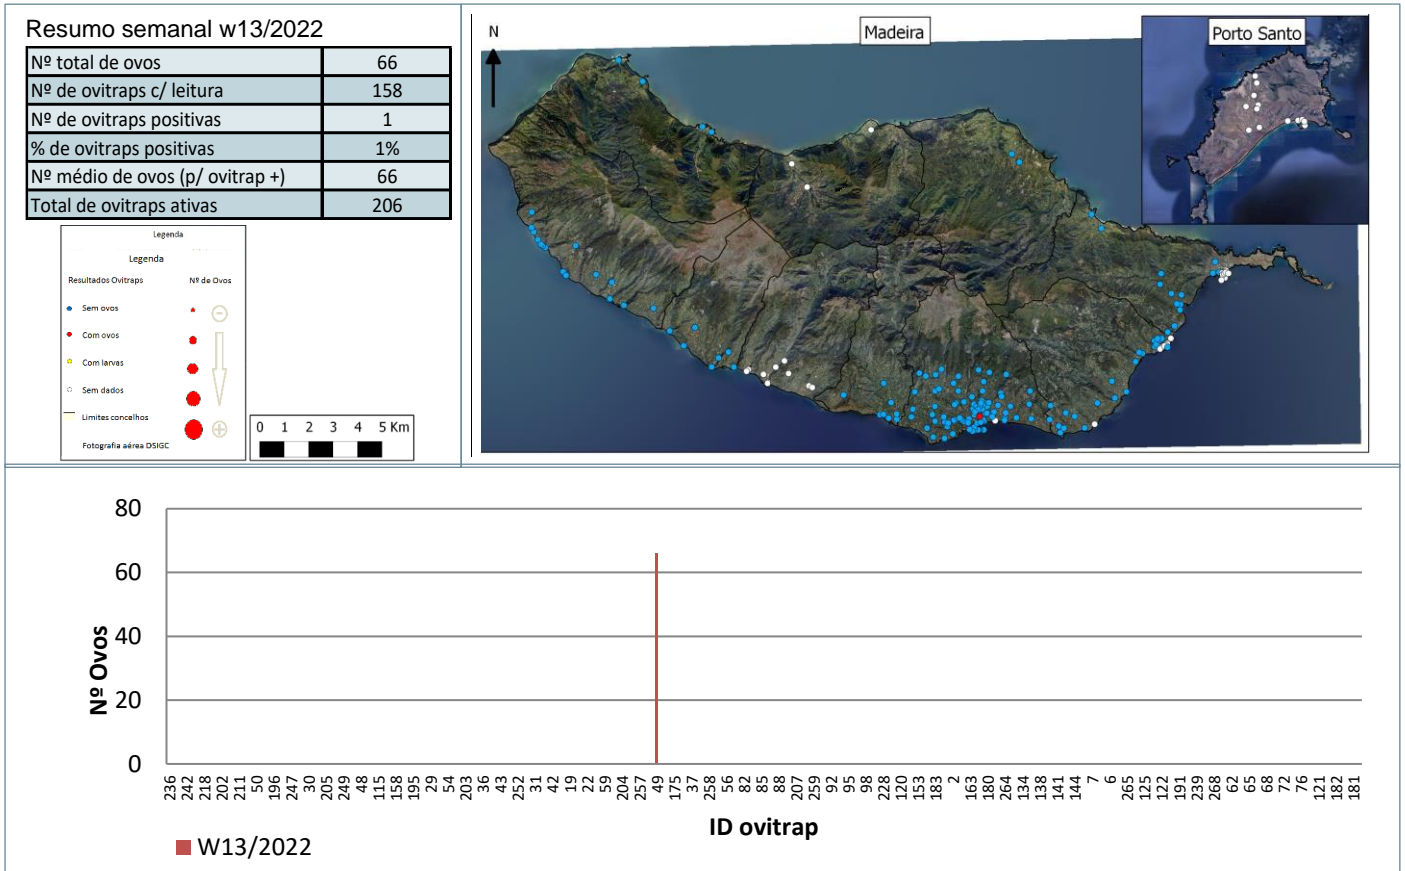 Resumo semanal w13/2022
Nº total de ovos 66
Nº de ovitraps c/ leitura 158
Nº de ovitraps positivas 1
% de ovitraps positivas 1%
Nº médio de ovos (p/ ovitrap +) 66
Total de ovitraps ativas 206
Legenda
Legenda
Resultados Ovitraps Nº de Ovos
Sem ovos
Com ovos
Com larvas
Sem dados
Limites concelhos
Fotografia aérea DSIGC
0 1 2 3 4 5 Km
N
Madeira
Porto Santo
80
60
40
20
0
Nº Ovos
236 242 218 202 211 50 196 247 30 205 249 48 115 158 195 29 54 203 36 43 252 31 42 19 22 59 204 257 49 175 37 258 56 82 85 88 207 259 92 95 98 228 120 153 183 2 163 180 264 134 138 141 144 7 6 265 125 122 191 239 268 62 65 68 72 76 121 182 181
ID ovitrap
W13/2022